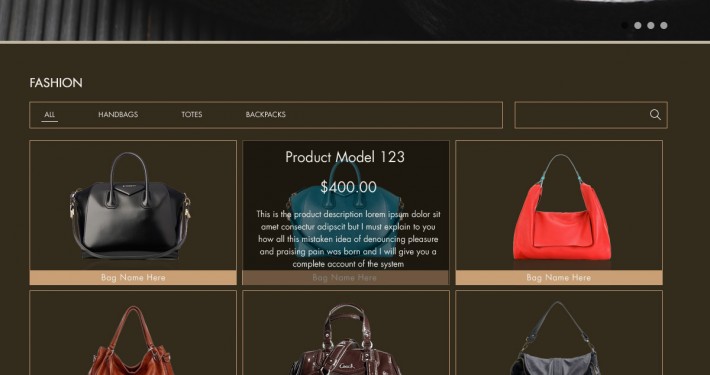 FASHION
ALL HANDBAGS TOTES BACKPACKS
Product Model 123
$400.00
This is the product description lorem ipsum dolor sit
amet consectur adipscit but I must explain to you
how all this mistaken idea of denouncing pleasure
and praising pain was born and I will give you a
complete account of the system
Bag Name Here
Bag Name Here
Bag Name Here
Coach